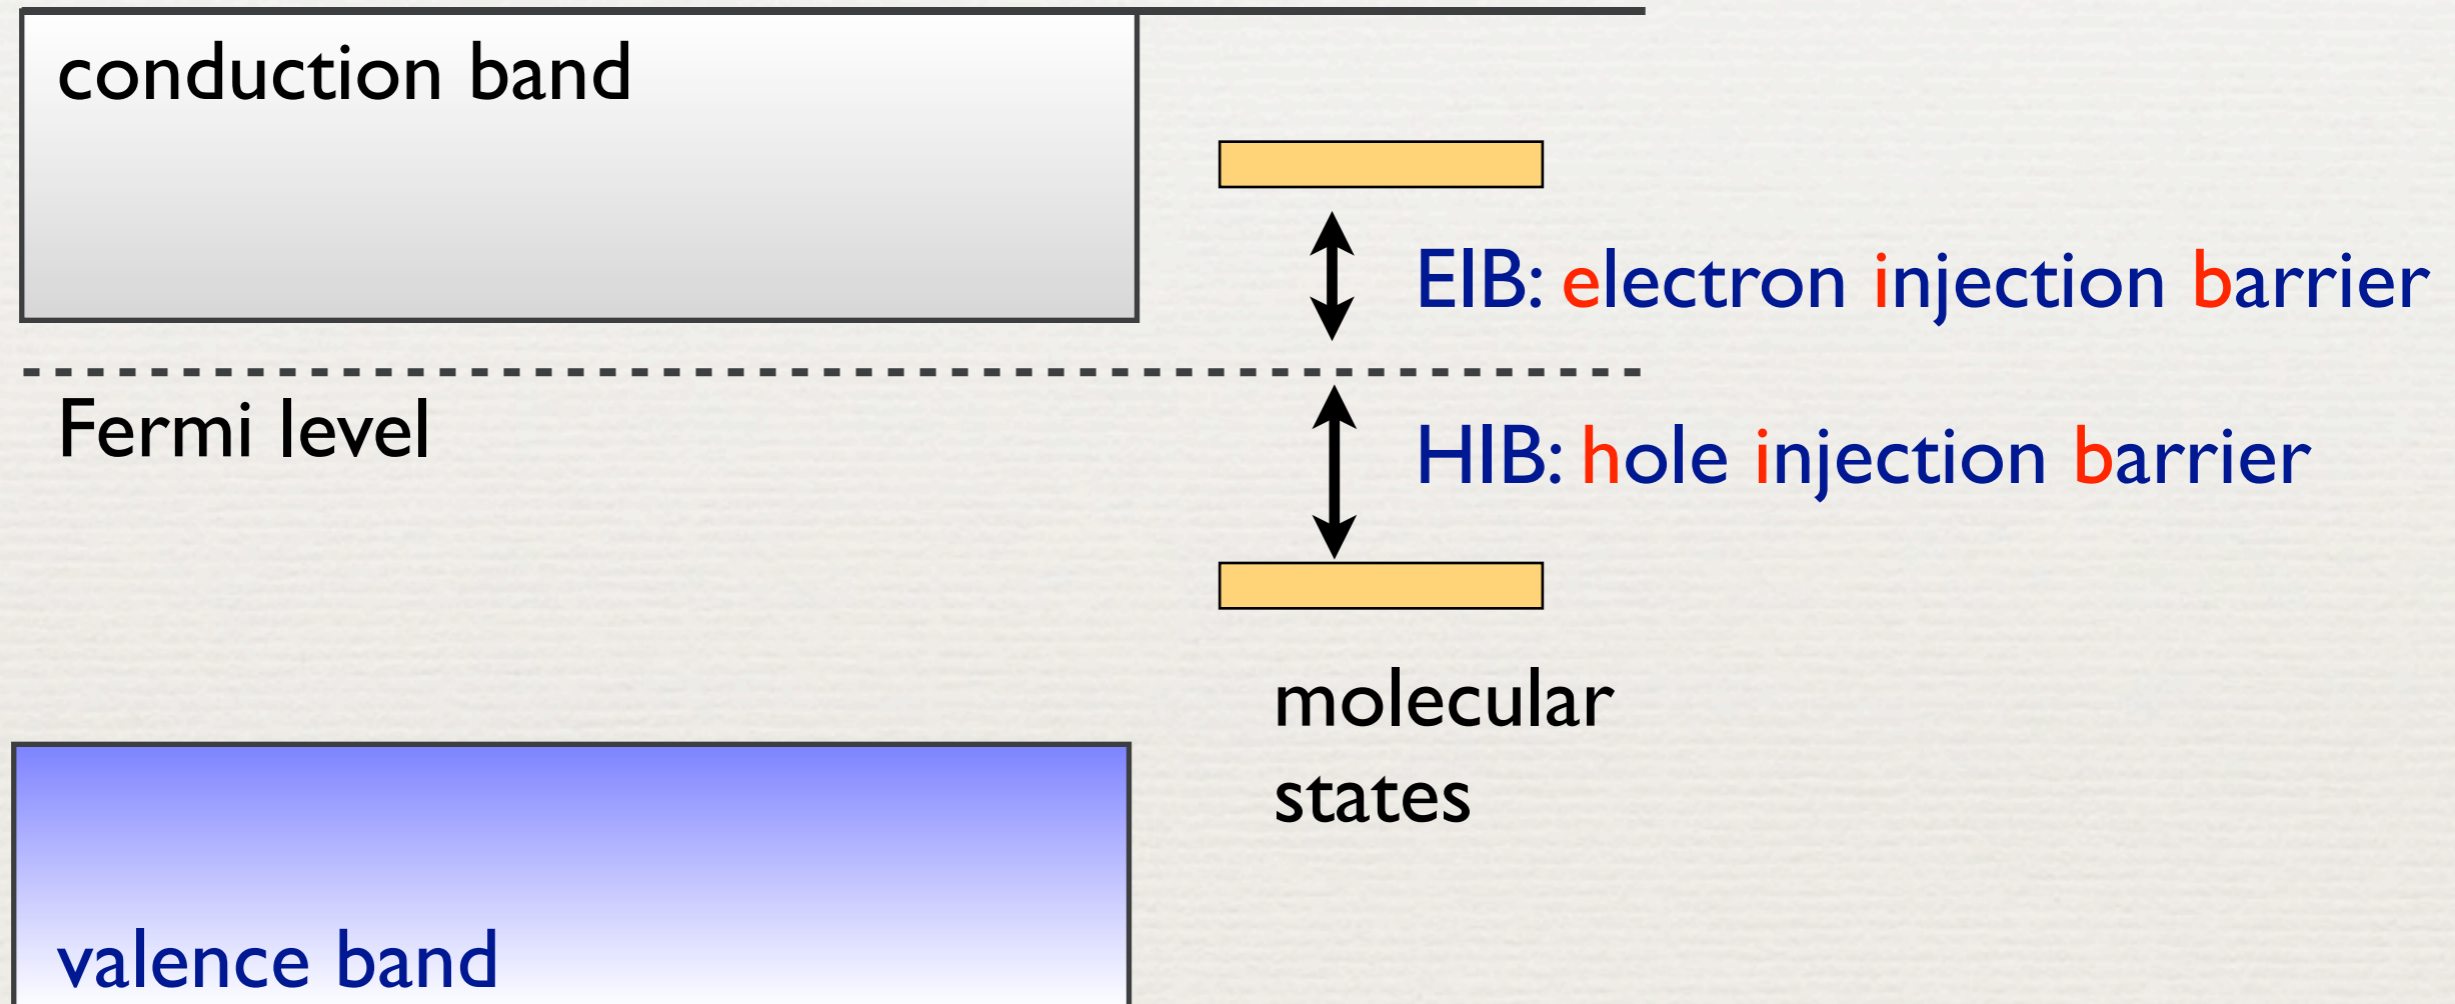 conduction band
EIB: electron injection barrier
Fermi level
HIB: hole injection barrier
molecular
states
valence band